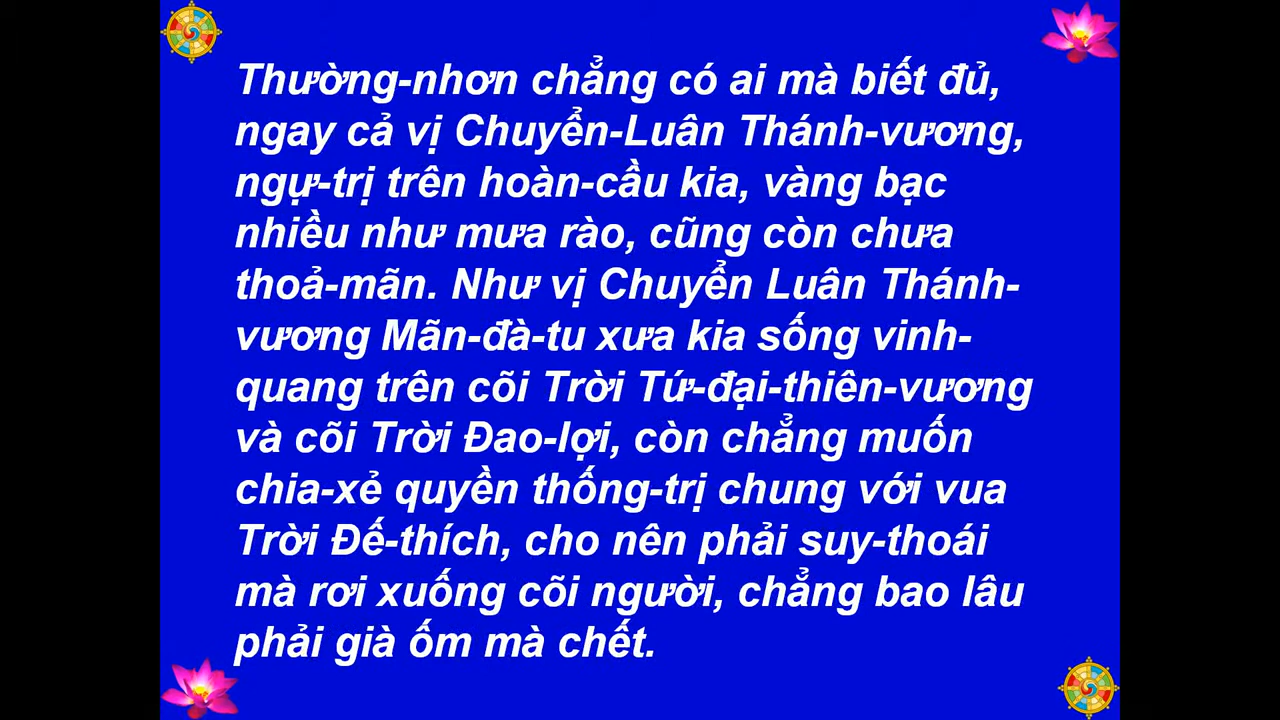 Thường-nhơn chẳng có ai mà biết đủ,
ngay cả vị Chuyển-Luân Thánh-vương,
ngự-trị trên hoàn-cầu kia, vàng bạc
nhiều như mưa rào, cũng còn chưa
thoả-mãn. Như vị Chuyển Luân Thánh-
vương Mãn-đà-tu xưa kia sống vinh-
quang trên cõi Trời Tứ-đại-thiên-vương
và cõi Trời Đao-lợi, còn chẳng muốn
chia-xẻ quyền thống-trị chung với vua
Trời Đế-thích, cho nên phải suy-thoái
mà rơi xuống cõi người, chẳng bao lâu
phải già ốm mà chết.